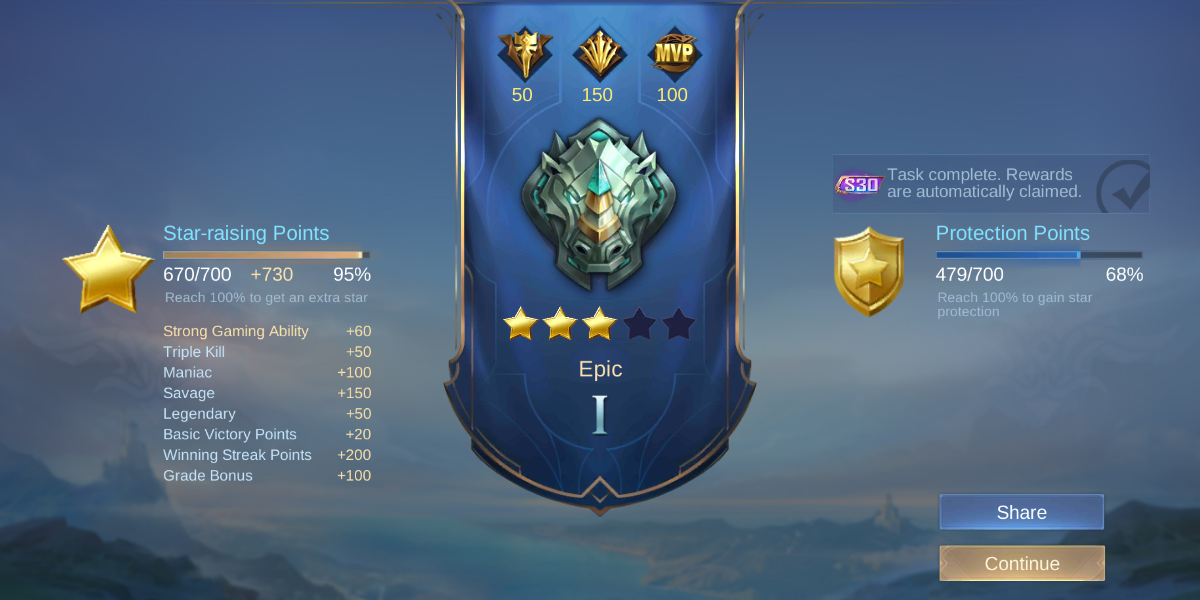 MVP
50 150 100
S30
Task complete. Rewards
are automatically claimed.
Star-raising Points
670/700 +730 95%
Reach 100% to get an extra star
Strong Gaming Ability +60
Triple Kill +50
Maniac +100
Savage +150
Legendary +50
Basic Victory Points +20
Winning Streak Points +200
Grade Bonus +100
Epic
I
Protection Points
479/700 68%
Reach 100% to gain star
protection
Share
Continue